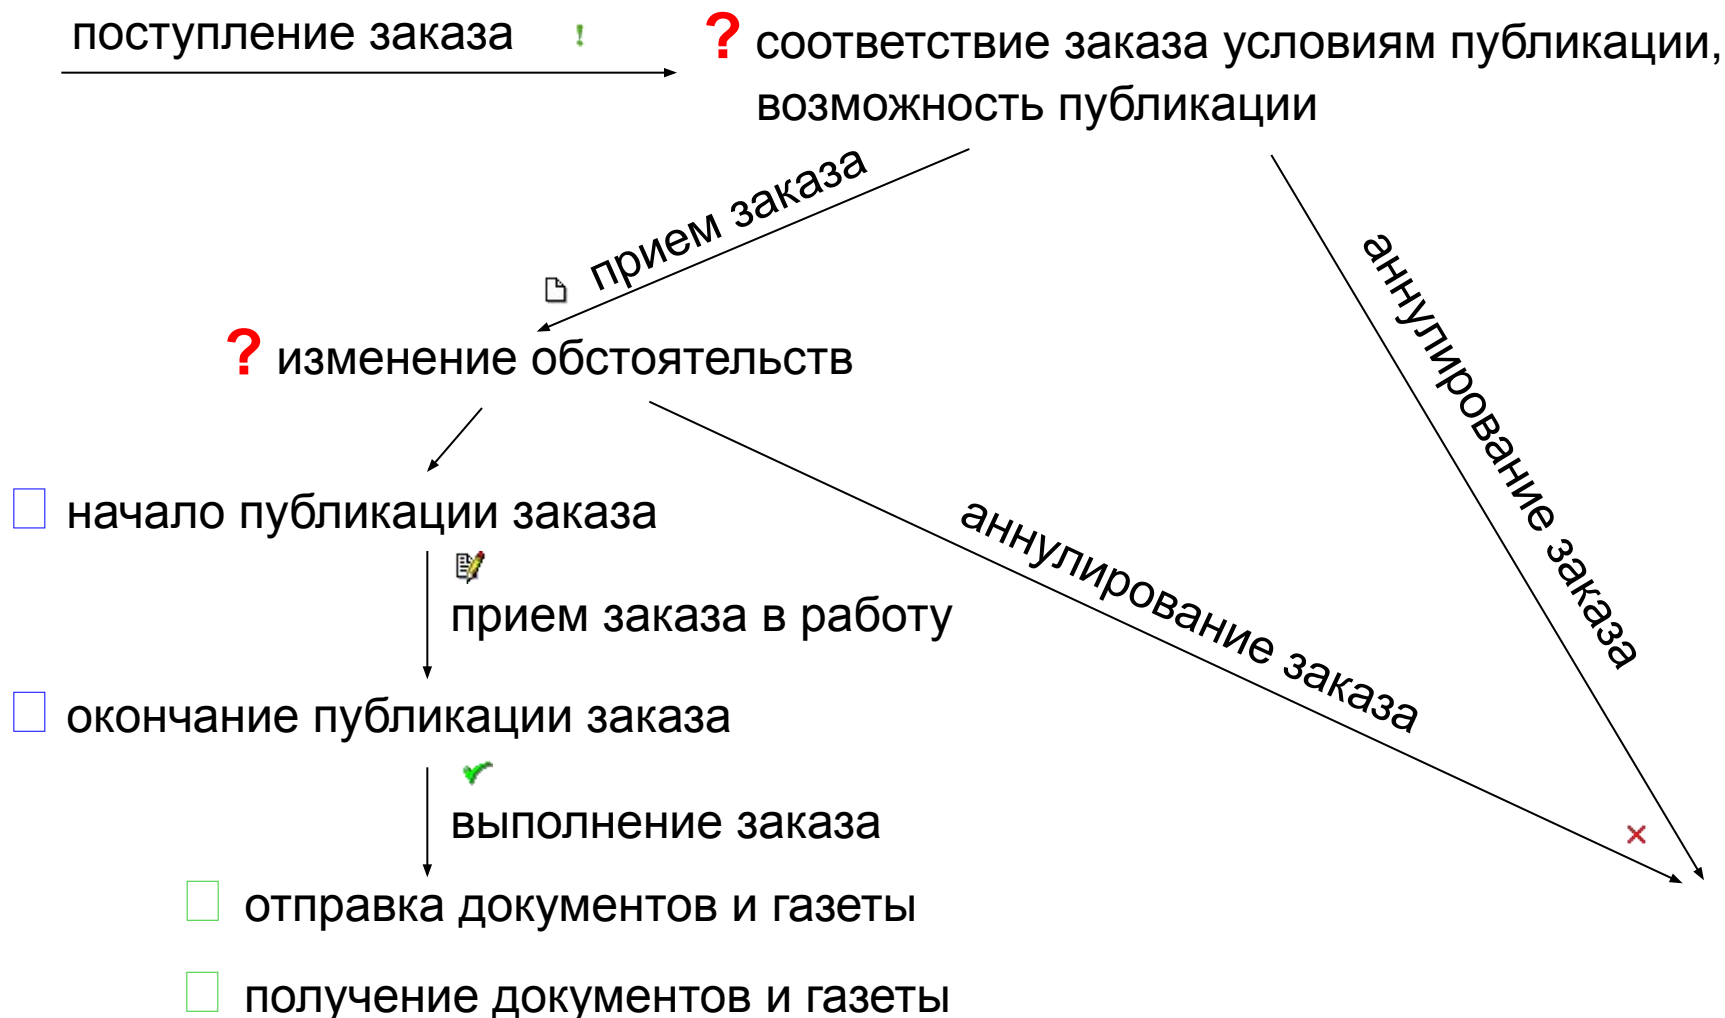 поступление заказа !
? соответствие заказа условиям публикации,
возможность публикации
прием заказа
аннулирование заказа
? изменение обстоятельств
начало публикации заказа
аннулирование заказа
прием заказа в работу
окончание публикации заказа
выполнение заказа
отправка документов и газеты
получение документов и газеты